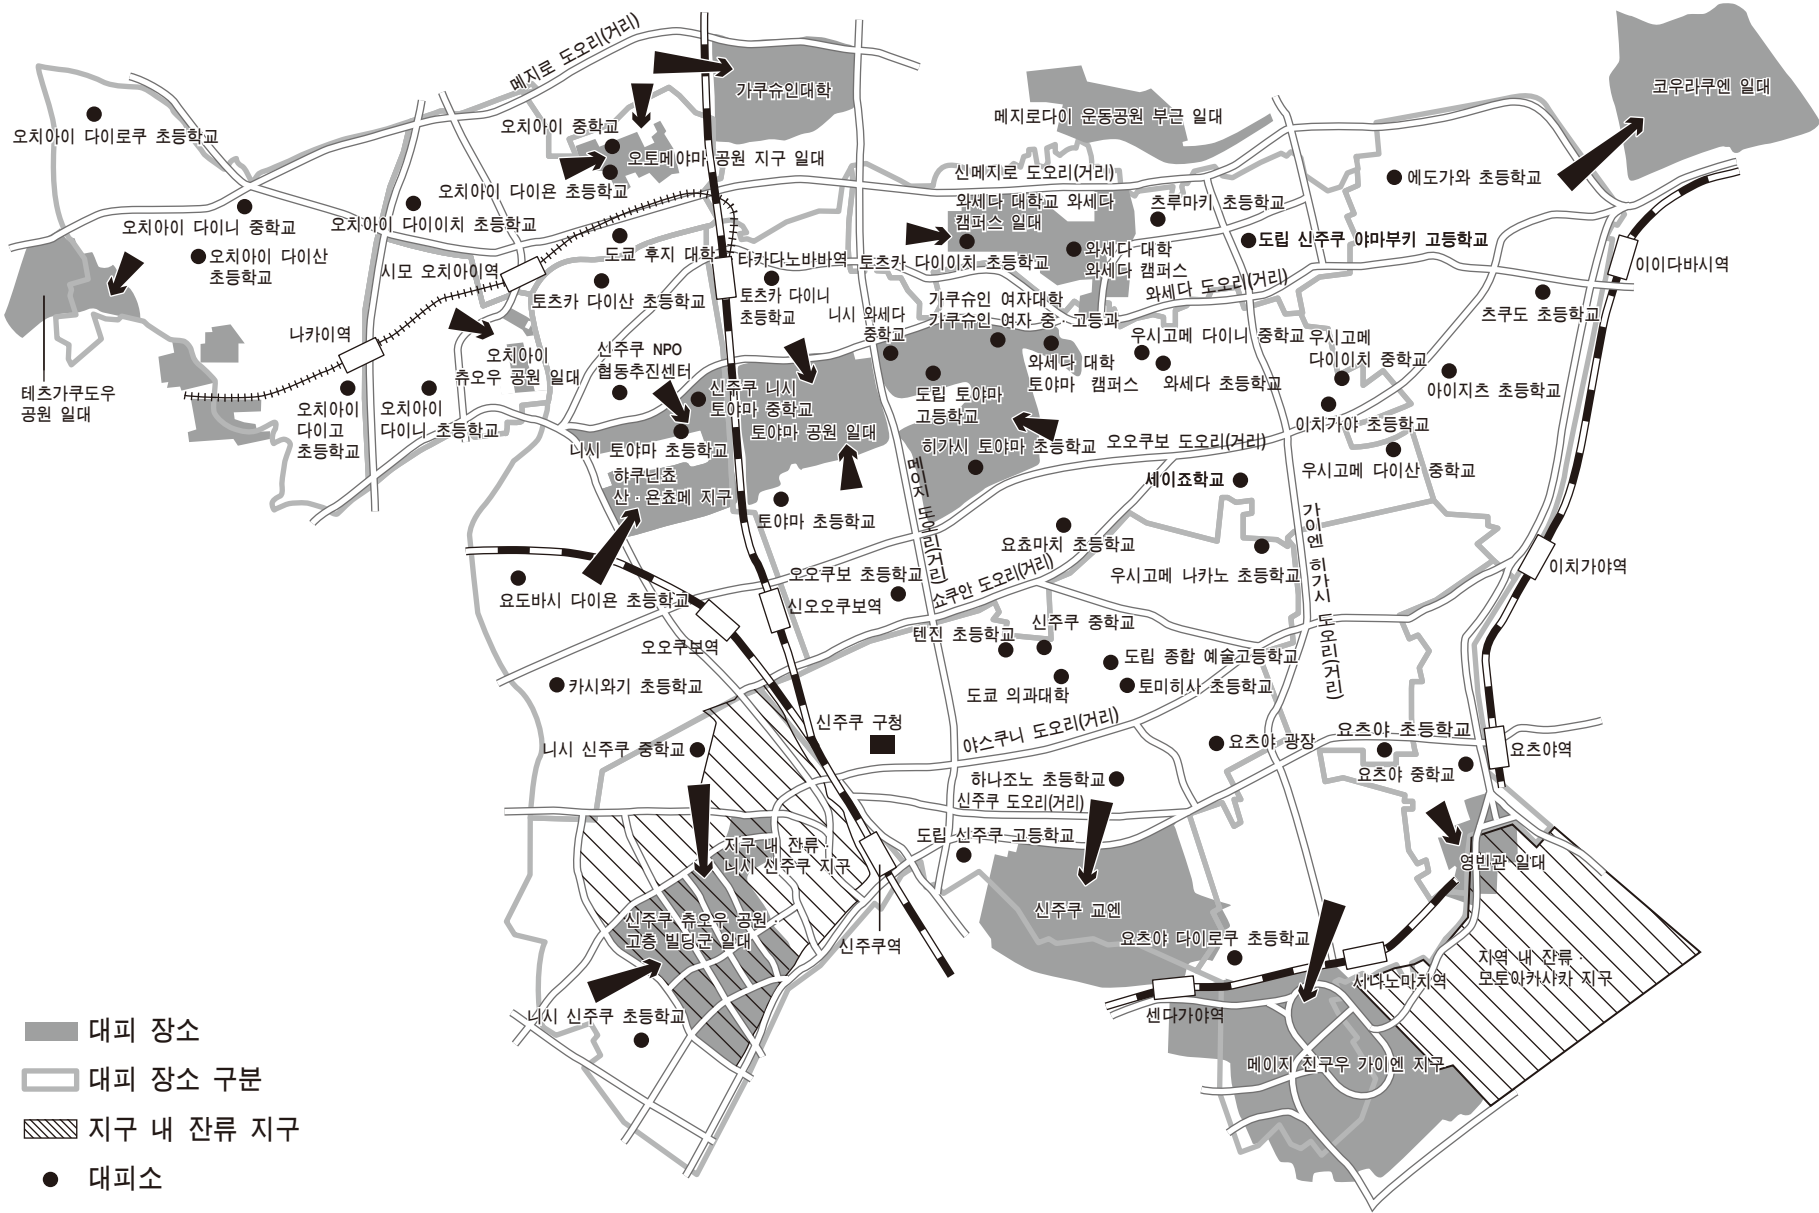 메지로 도오리(거리)
가쿠슈인대학
코우라쿠엔 일대
오치아이 다이로쿠 초등학교
오치아이 중학교
메지로다이 운동공원 부근 일대
오토메야마 공원 지구 일대
신메지로 도오리(거리)
에도가와 초등학교
오치아이 다이욘 초등학교
와세다 대학교 와세다
캠퍼스 일대
츠루마키 초등학교
오치아이 다이니 중학교
오치아이 다이이치 초등학교
도립 신주쿠 야마부키 고등학교
오치아이 다이산
초등학교
시모 오치아이역
도쿄 후지 대학
타카다노바바역
토츠카 다이이치 초등학교
와세다 대학
와세다 캠퍼스
와세다 도오리(거리)
이이다바시역
토츠카 다이산 초등학교
토츠카 다이니
초등학교
니시 와세다
중학교
가쿠슈인 여자대학
가쿠슈인 여자 중·고등과
츠쿠도 초등학교
나카이역
우시고메 다이니 중학교
우시고메
다이이치 중학교
오치아이
츄오우 공원 일대
신주쿠 NPO
협동추진센터
와세다 대학
토야마 캠퍼스
와세다 초등학교
아이지츠 초등학교
테츠가쿠도우
공원 일대
오치아이
다이고
초등학교
오치아이
다이니 초등학교
신주쿠 니시
토야마 중학교
토야마 공원 일대
도립 토야마
고등학교
이치가야 초등학교
니시 토야마 초등학교
히가시 토야마 초등학교
오오쿠보 도오리(거리)
우시고메 다이산 중학교
햐쿠닌쵸
산·욘쵸메 지구
메이지 도오리(거리)
세이죠학교
토야마 초등학교
가이엔 히가시 도오리(거리)
요쵸마치 초등학교
오오쿠보 초등학교
쇼쿠안 도오리(거리)
우시고메 나카노 초등학교
이치가야역
요도바시 다이욘 초등학교
신오오쿠보역
텐진 초등학교
신주쿠 중학교
오오쿠보역
도립 종합 예술고등학교
카시와기 초등학교
도쿄 의과대학
토미히사 초등학교
신주쿠 구청
야스쿠니 도오리(거리)
니시 신주쿠 중학교
요츠야 광장
요츠야 초등학교
요츠야역
하나조노 초등학교
요츠야 중학교
신주쿠 도오리(거리)
도립 신주쿠 고등학교
지구 내 잔류·
니시 신주쿠 지구
영빈관 일대
신주쿠 츄오우 공원·
고층 빌딩군 일대
신주쿠역
신주쿠 교엔
요츠야 다이로쿠 초등학교
지역 내 잔류·
모토아카사카 지구
시나노마치역
니시 신주쿠 초등학교
센다가야역
메이지 진구우 가이엔 지구
대피 장소
대피 장소 구분
지구 내 잔류 지구
대피소